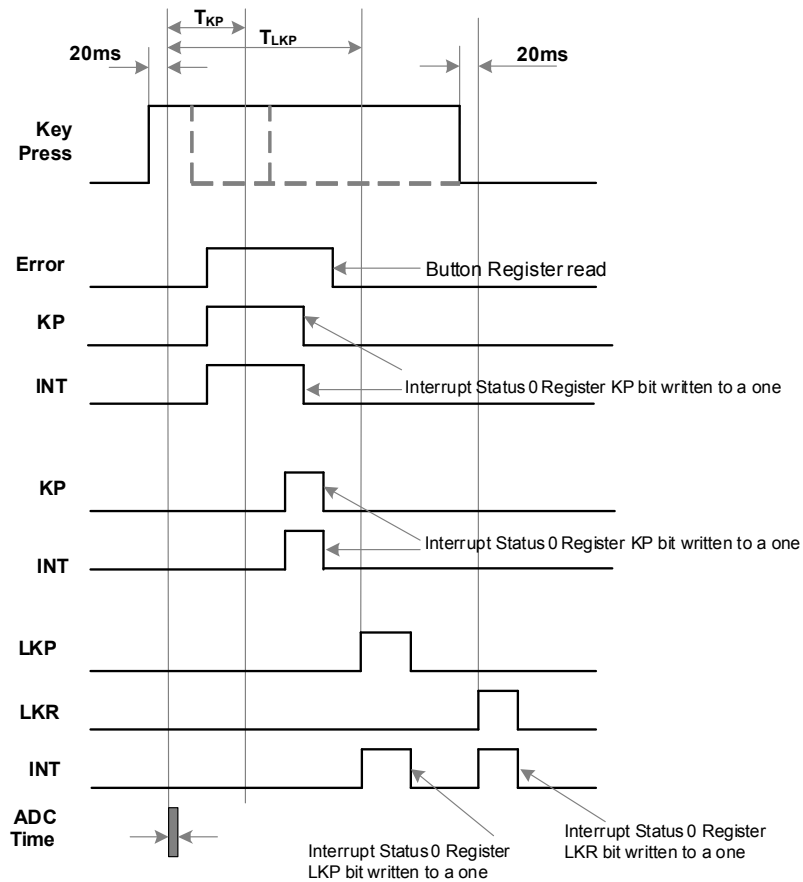 T_KP
T_LKP
20ms
20ms
Key
Press
Error
Button Register read
KP
INT
Interrupt Status 0 Register KP bit written to a one
KP
INT
Interrupt Status 0 Register KP bit written to a one
LKP
LKR
INT
ADC
Time
Interrupt Status 0 Register
LKP bit written to a one
Interrupt Status 0 Register
LKR bit written to a one